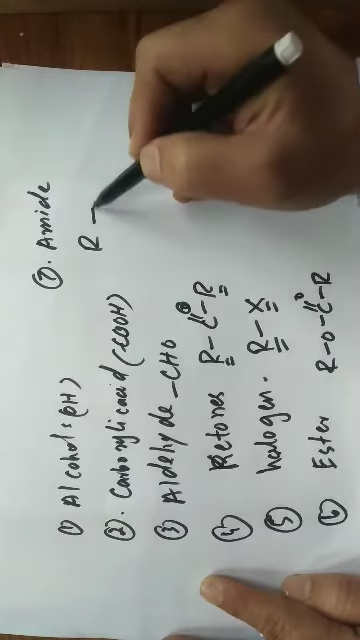 ① Alcohol: (OH)
②. Carboxylic acid (COOH)
③ Aldehyde -CHO
④ Ketones R-C-R
O
⑤ halogen. R-X
⑥ Ester R-O-C-R
O
⑦. Amide
R -